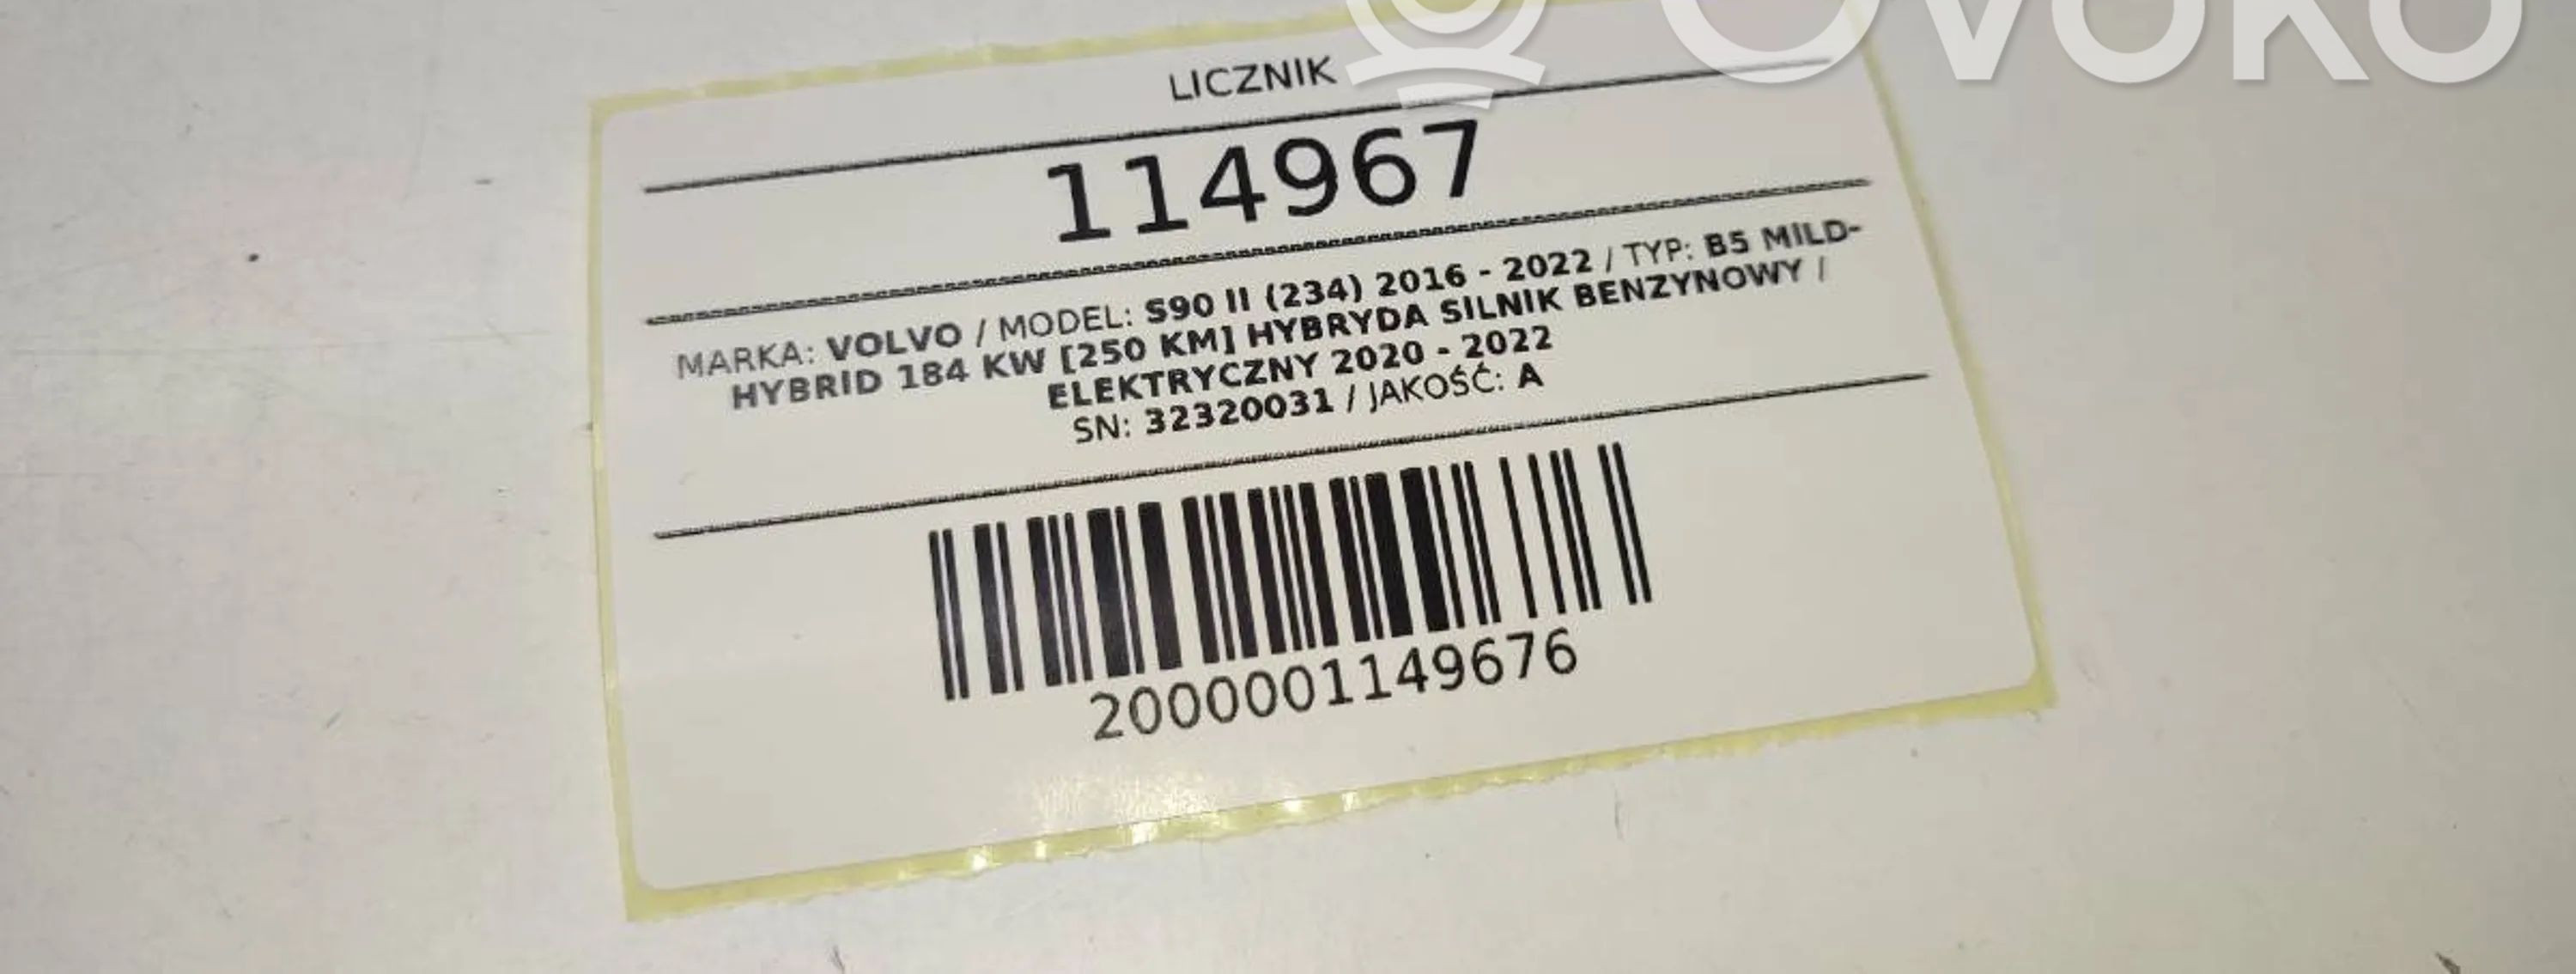 OVOKO
LICZNIK
114967
MARKA: VOLVO / MODEL: S90 II (234) 2016 - 2022 / TYP: B5 MILD-
HYBRID 184 KW [250 KM] HYBRYDA SILNIK BENZYNOWY /
ELEKTRYCZNY 2020 - 2022
SN: 32320031 / JAKOŚĆ: A
2000001149676